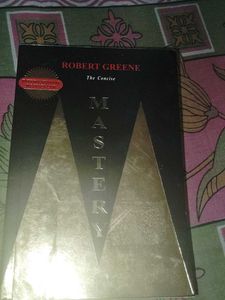 ROBERT GREENE
The Concise
MASTERY